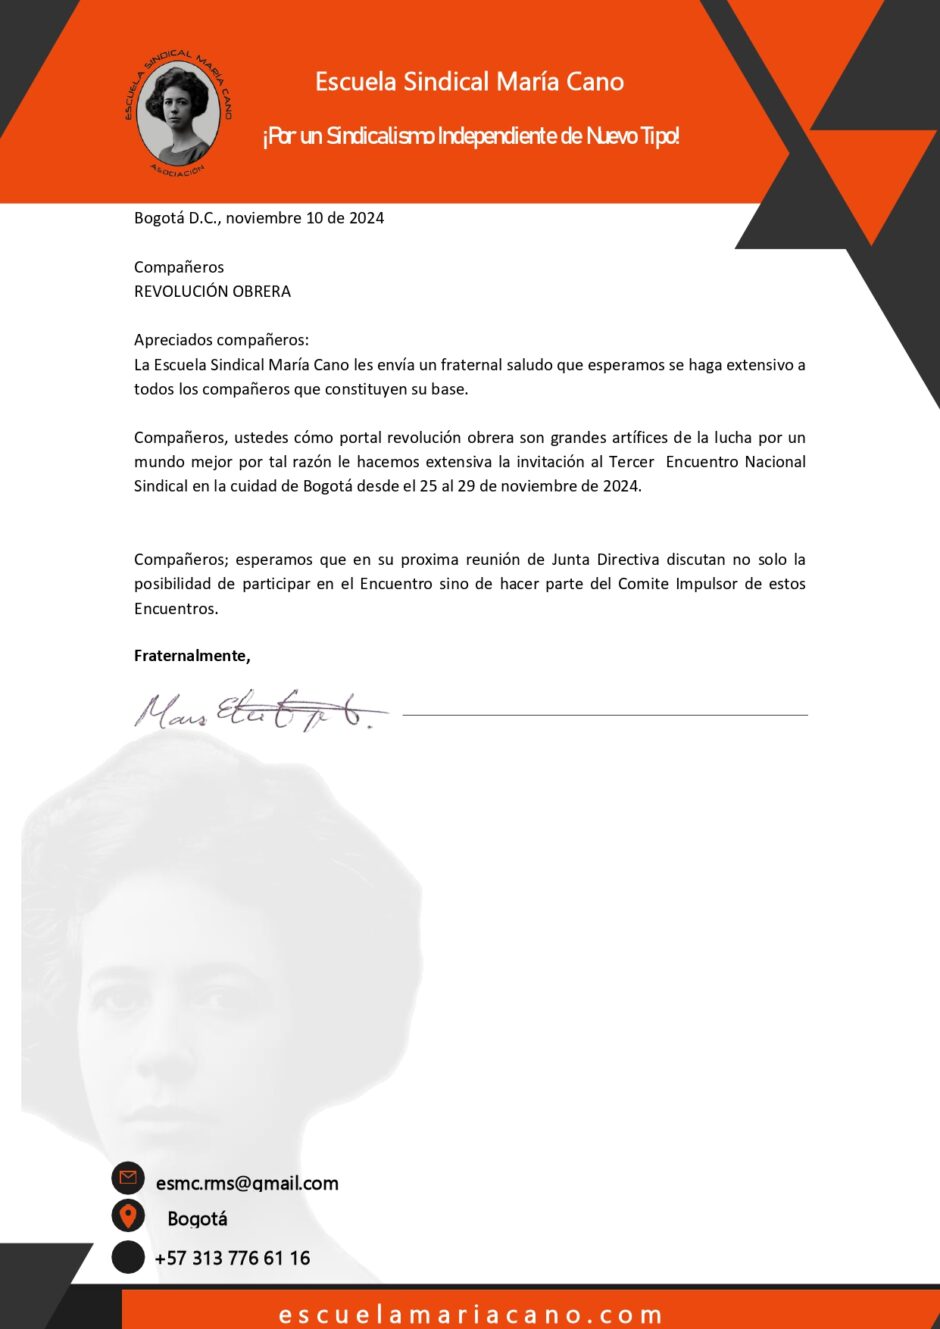 ESCUELA SINDICAL MARÍA CANO
ASOCIACIÓN
Escuela Sindical María Cano
¡Por un Sindicalismo Independiente de Nuevo Tipo!
Bogotá D.C., noviembre 10 de 2024
Compañeros
REVOLUCIÓN OBRERA
Apreciados compañeros:
La Escuela Sindical María Cano les envía un fraternal saludo que esperamos se haga extensivo a
todos los compañeros que constituyen su base.
Compañeros, ustedes cómo portal revolución obrera son grandes artífices de la lucha por un
mundo mejor por tal razón le hacemos extensiva la invitación al Tercer Encuentro Nacional
Sindical en la cuidad de Bogotá desde el 25 al 29 de noviembre de 2024.
Compañeros; esperamos que en su proxima reunión de Junta Directiva discutan no solo la
posibilidad de participar en el Encuentro sino de hacer parte del Comite Impulsor de estos
Encuentros.
Fraternalmente,
esmc.rms@gmail.com
Bogotá
+57 313 776 61 16
escuelamariacano.com